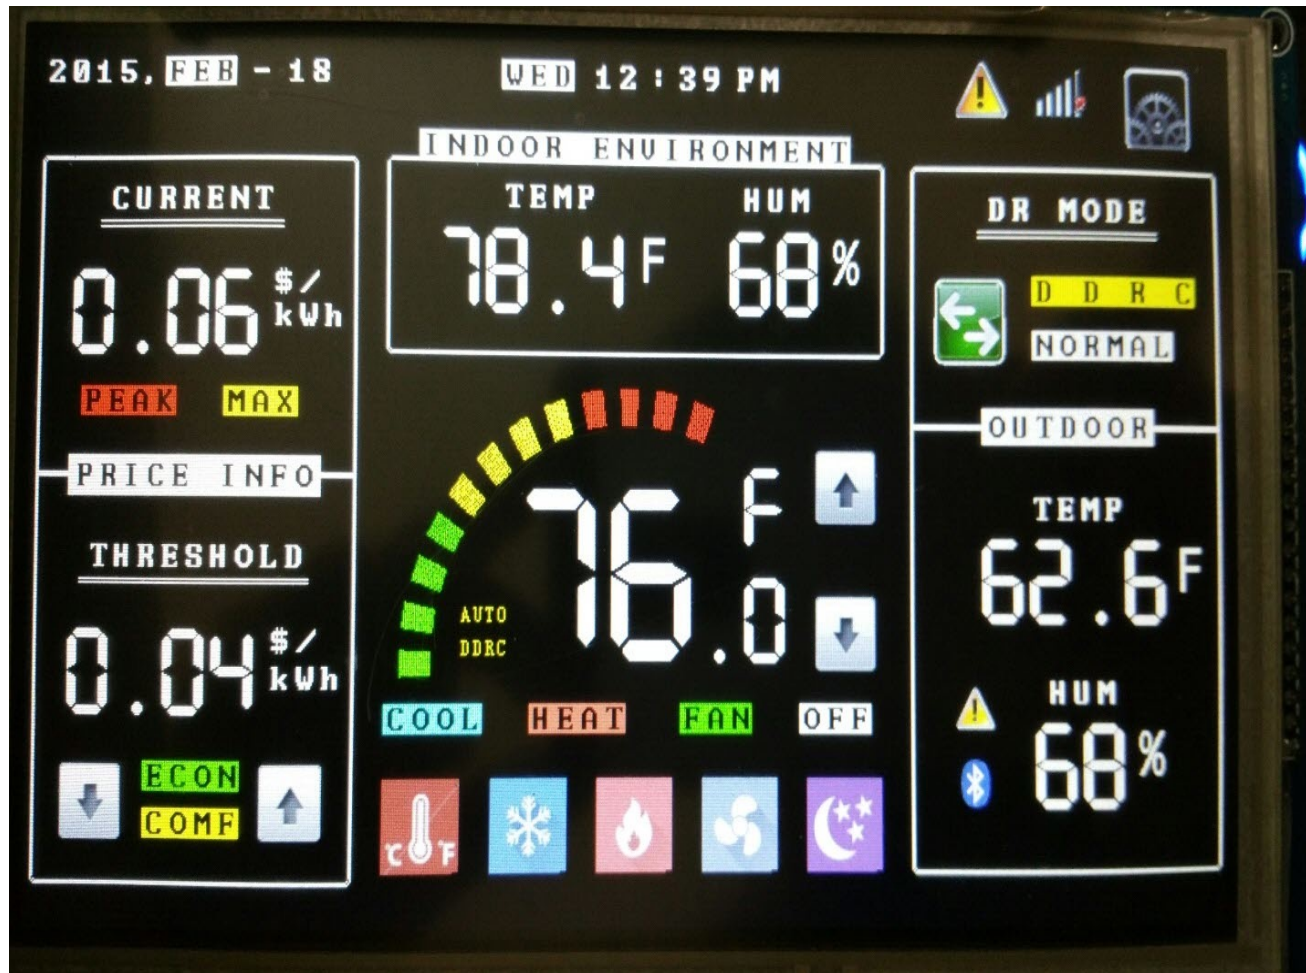 2015, FEB - 18 WED 12 : 39 PM
INDOOR ENVIRONMENT
TEMP HUM
78.4 F 68 %
CURRENT
0.06 $/kWh
PEAK MAX
PRICE INFO
THRESHOLD
0.04 $/kWh
ECON
COMF
76.0 F
AUTO
DDRC
COOL HEAT FAN OFF
°C °F
DR MODE
D D R C
NORMAL
OUTDOOR
TEMP
62.6 F
HUM
68 %